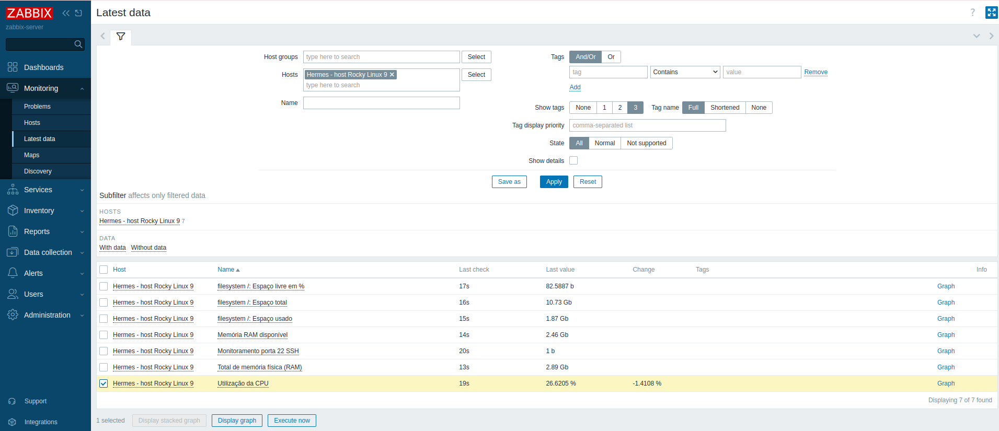 ZABBIX
zabbix-server
Dashboards
Monitoring
Problems
Hosts
Latest data
Maps
Discovery
Services
Inventory
Reports
Data collection
Alerts
Users
Administration
Support
Integrations
Latest data
?
Host groups type here to search Select
Hosts Hermes - host Rocky Linux 9 Select
type here to search
Name
Tags And/Or Or
tag Contains value Remove
Add
Show tags None 1 2 3 Tag name Full Shortened None
Tag display priority comma-separated list
State All Normal Not supported
Show details
Save as Apply Reset
Subfilter affects only filtered data
HOSTS
Hermes - host Rocky Linux 9 7
DATA
With data Without data
Host Name Last check Last value Change Tags Info
Hermes - host Rocky Linux 9 filesystem /: Espaço livre em % 17s 82.5887 b Graph
Hermes - host Rocky Linux 9 filesystem /: Espaço total 16s 10.73 Gb Graph
Hermes - host Rocky Linux 9 filesystem /: Espaço usado 15s 1.87 Gb Graph
Hermes - host Rocky Linux 9 Memória RAM disponível 14s 2.46 Gb Graph
Hermes - host Rocky Linux 9 Monitoramento porta 22 SSH 20s 1 b Graph
Hermes - host Rocky Linux 9 Total de memória física (RAM) 13s 2.89 Gb Graph
Hermes - host Rocky Linux 9 Utilização da CPU 19s 26.6205 % -1.4108 % Graph
Displaying 7 of 7 found
1 selected Display stacked graph Display graph Execute now